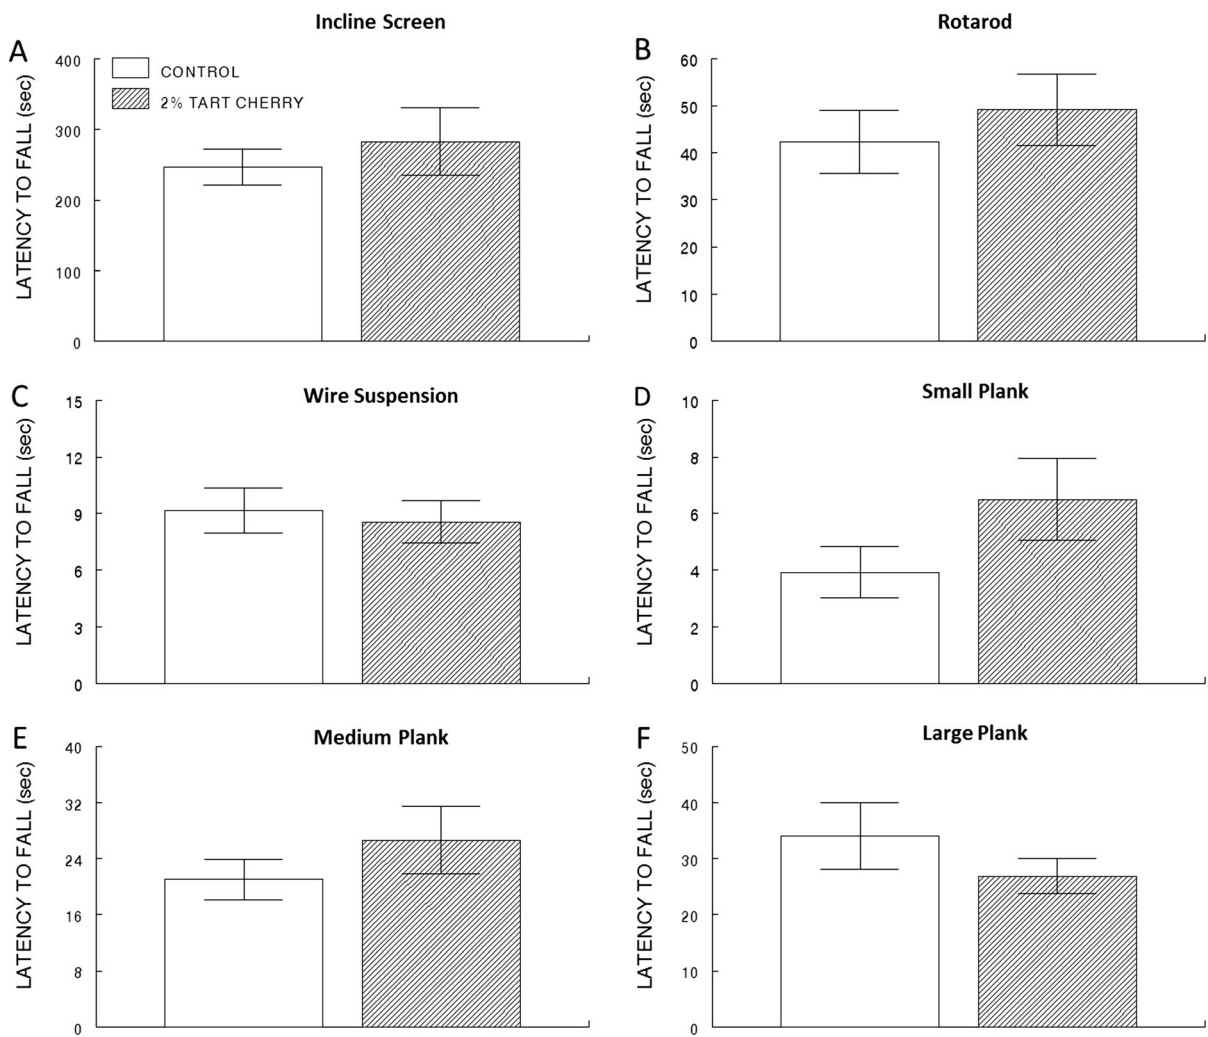 A
Incline Screen
LATENCY TO FALL (sec)
400
300
200
100
0
CONTROL
2% TART CHERRY
B
Rotarod
LATENCY TO FALL (sec)
60
50
40
30
20
10
0
C
Wire Suspension
LATENCY TO FALL (sec)
15
12
9
6
3
0
D
Small Plank
LATENCY TO FALL (sec)
10
8
6
4
2
0
E
Medium Plank
LATENCY TO FALL (sec)
40
32
24
16
8
0
F
Large Plank
LATENCY TO FALL (sec)
50
40
30
20
10
0